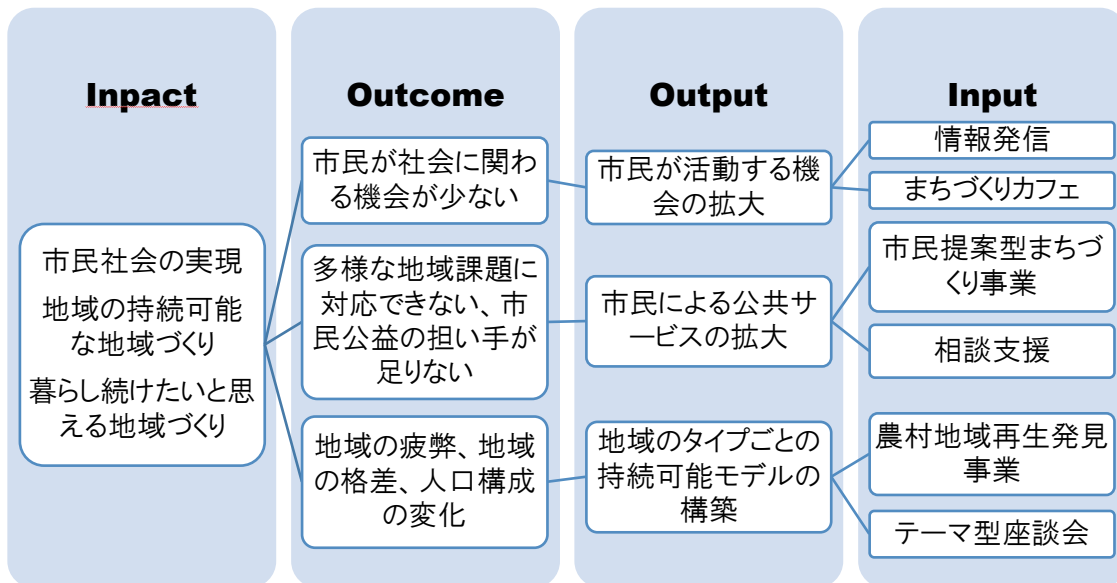 Inpact
市民社会の実現
地域の持続可能
な地域づくり
暮らし続けたいと思
える地域づくり
Outcome
市民が社会に関わ
る機会が少ない
多様な地域課題に
対応できない、市
民公益の担い手が
足りない
地域の疲弊、地域
の格差、人口構成
の変化
Output
市民が活動する機
会の拡大
市民による公共サ
ービスの拡大
地域のタイプごとの
持続可能モデルの
構築
Input
情報発信
まちづくりカフェ
市民提案型まちづ
くり事業
相談支援
農村地域再生発見
事業
テーマ型座談会